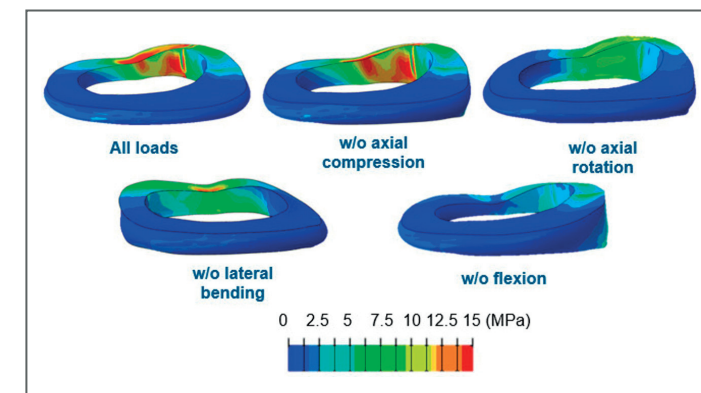 All loads
w/o axial
compression
w/o axial
rotation
w/o lateral
bending
w/o flexion
0 2.5 5 7.5 10 12.5 15 (MPa)